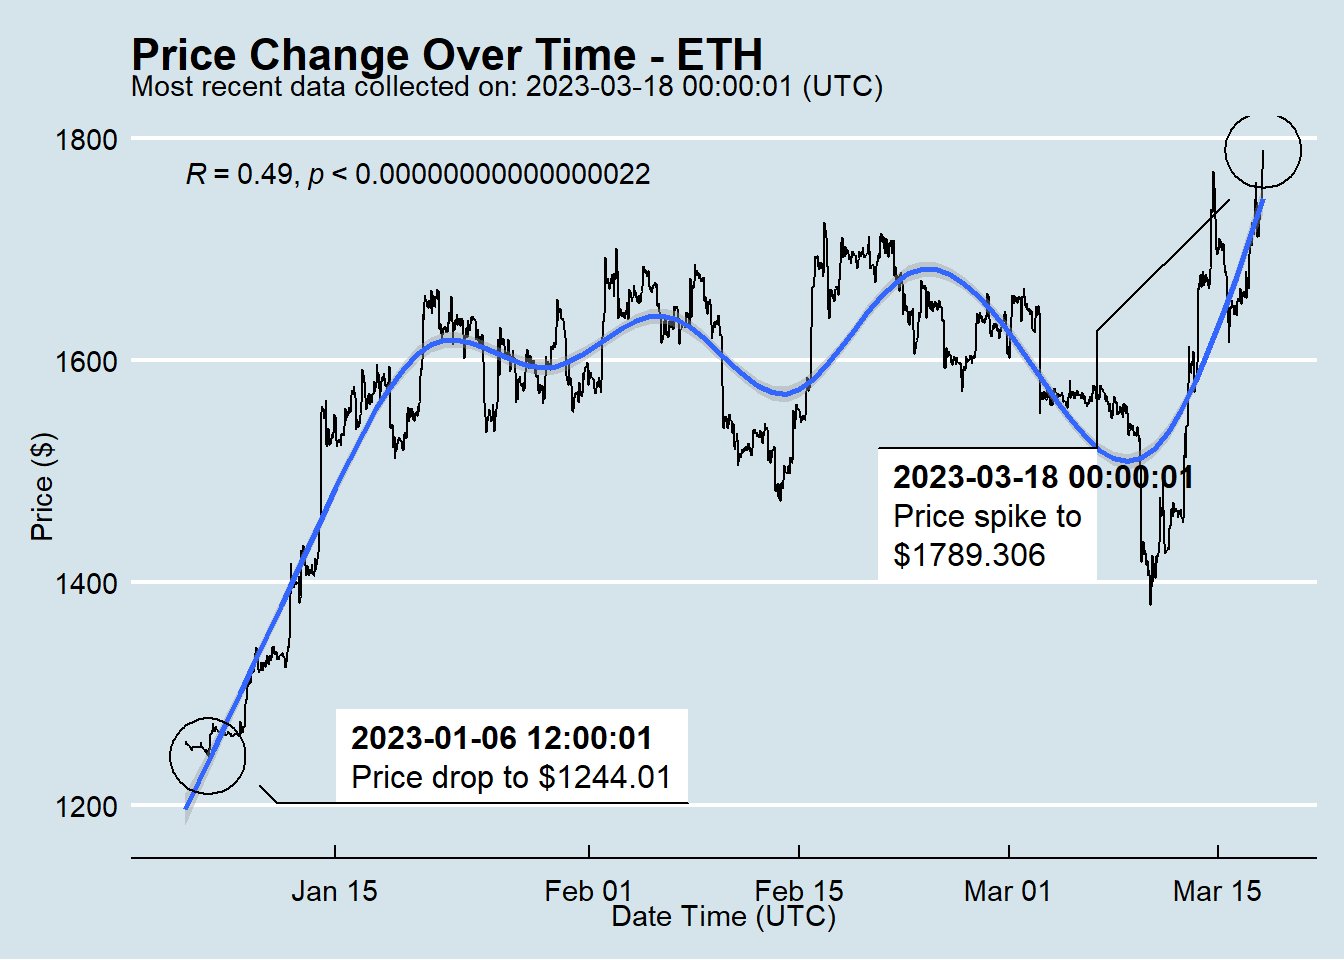 Price Change Over Time - ETH
Most recent data collected on: 2023-03-18 00:00:01 (UTC)
1800
R = 0.49, p < 0.00000000000000022
1600
Price ($)
2023-03-18 00:00:01
Price spike to
$1789.306
1400
2023-01-06 12:00:01
Price drop to $1244.01
1200
Jan 15
Feb 01
Feb 15
Mar 01
Mar 15
Date Time (UTC)